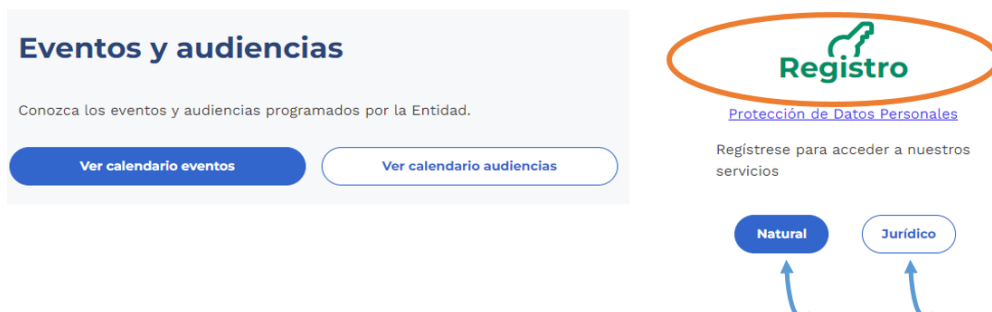 Eventos y audiencias
Conozca los eventos y audiencias programados por la Entidad.
Ver calendario eventos
Ver calendario audiencias
Registro
Protección de Datos Personales
Regístrese para acceder a nuestros
servicios
Natural
Jurídico